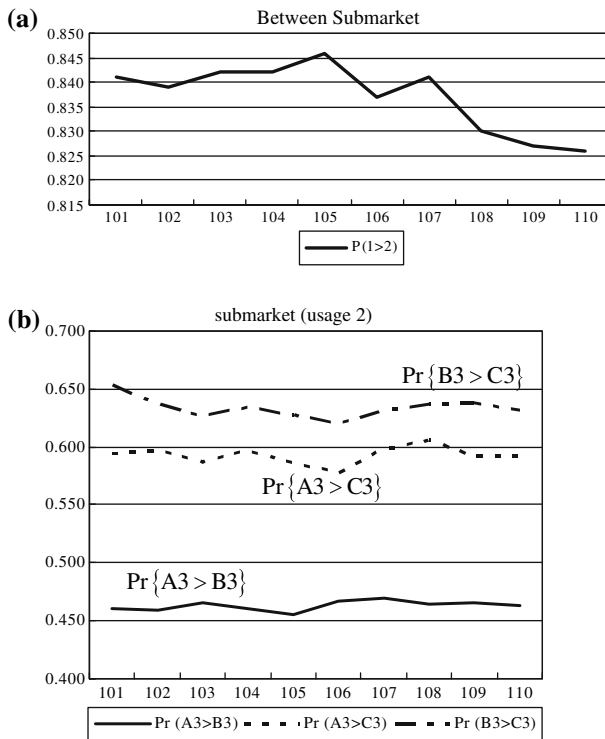 (a)
Between Submarket
0.850
0.845
0.840
0.835
0.830
0.825
0.820
0.815
101 102 103 104 105 106 107 108 109 110
P(1>2)
(b)
submarket (usage 2)
0.700
0.650
0.600
0.550
0.500
0.450
0.400
Pr{B3 > C3}
Pr{A3 > C3}
Pr{A3 > B3}
101 102 103 104 105 106 107 108 109 110
Pr (A3>B3) Pr (A3>C3) Pr (B3>C3)